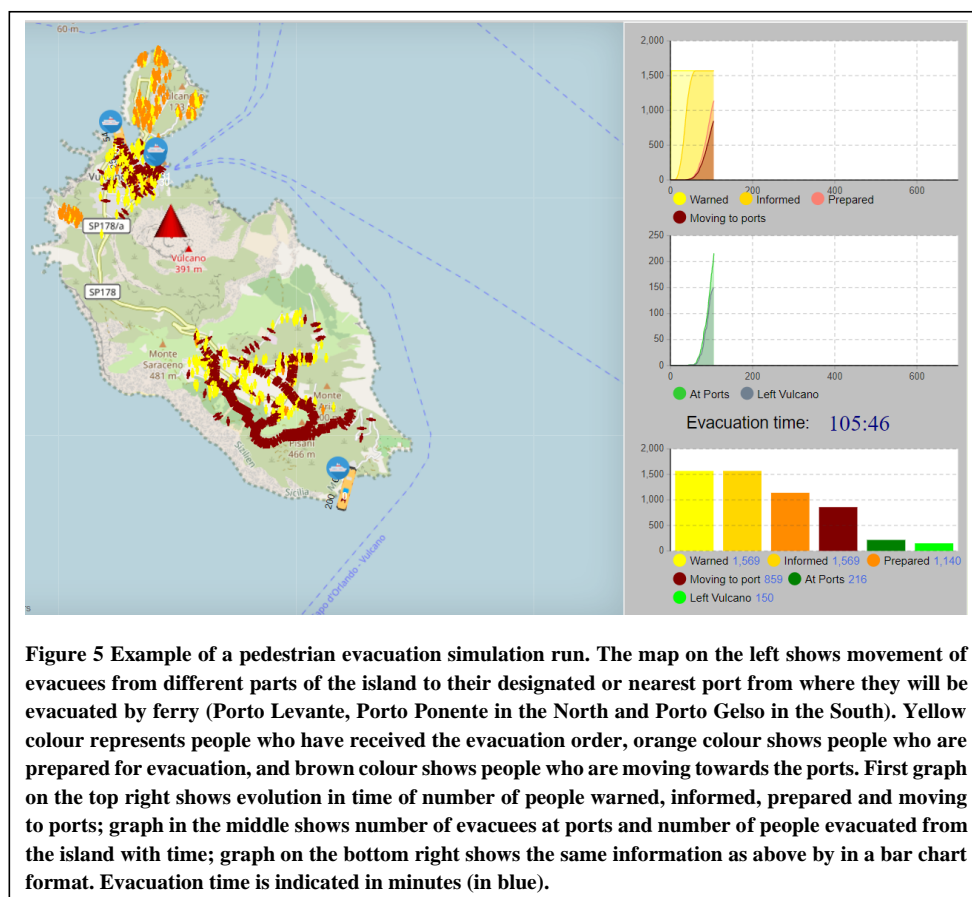 60 m
Vulcano
123
Vu
SP178/a
Vulcano
391 m
SP178
Monte
Saraceno
481 m
Monte
Pisani
466 m
Sizilien
Sicilia
200
apo d'Orlando - Vulcano
rs
2,000
1,500
1,000
500
0
0 200 400 600
Warned Informed Prepared
Moving to ports
250
200
150
100
50
0
0 200 400 600
At Ports Left Vulcano
Evacuation time: 105:46
2,000
1,500
1,000
500
0
Warned 1,569 Informed 1,569 Prepared 1,140
Moving to port 859 At Ports 216
Left Vulcano 150
Figure 5 Example of a pedestrian evacuation simulation run. The map on the left shows movement of
evacuees from different parts of the island to their designated or nearest port from where they will be
evacuated by ferry (Porto Levante, Porto Ponente in the North and Porto Gelso in the South). Yellow
colour represents people who have received the evacuation order, orange colour shows people who are
prepared for evacuation, and brown colour shows people who are moving towards the ports. First graph
on the top right shows evolution in time of number of people warned, informed, prepared and moving
to ports; graph in the middle shows number of evacuees at ports and number of people evacuated from
the island with time; graph on the bottom right shows the same information as above by in a bar chart
format. Evacuation time is indicated in minutes (in blue).